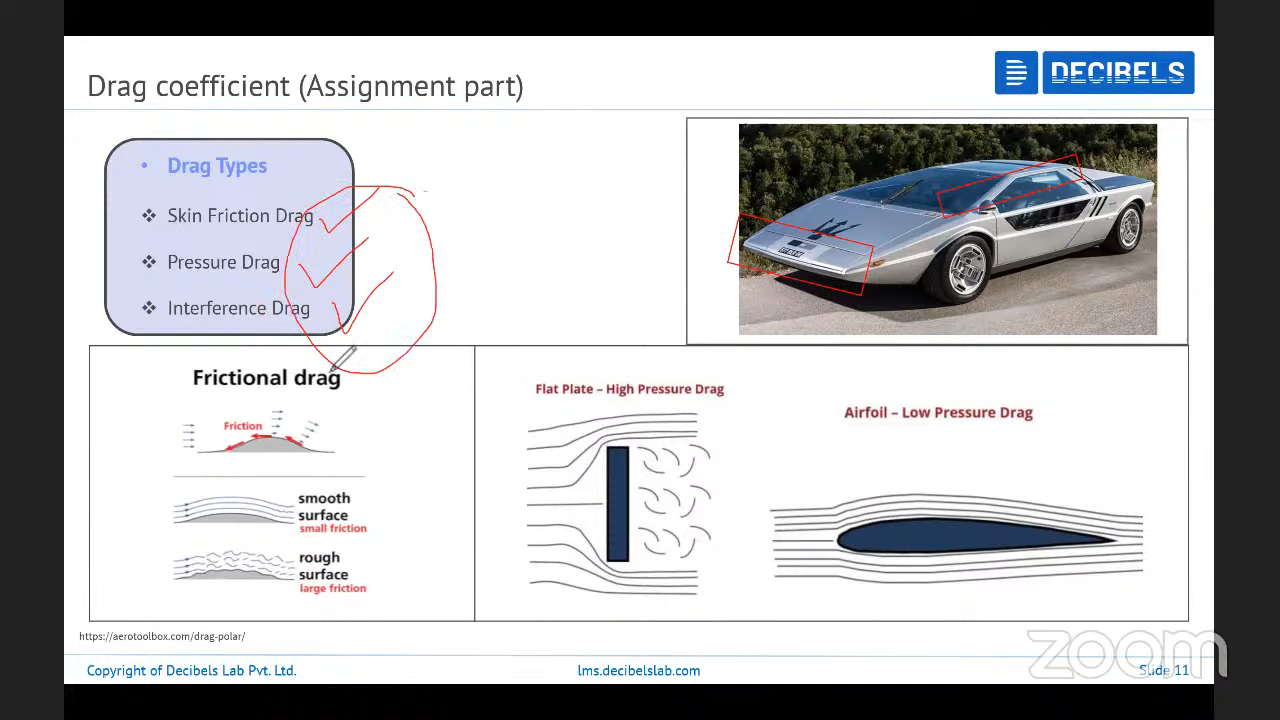 Drag coefficient (Assignment part)
DECIBELS
• Drag Types
❖ Skin Friction Drag
❖ Pressure Drag
❖ Interference Drag
Frictional drag
Friction
smooth
surface
small friction
rough
surface
large friction
Flat Plate – High Pressure Drag
Airfoil – Low Pressure Drag
https://aerotoolbox.com/drag-polar/
Copyright of Decibels Lab Pvt. Ltd.
lms.decibelslab.com
Slide 11
zoom